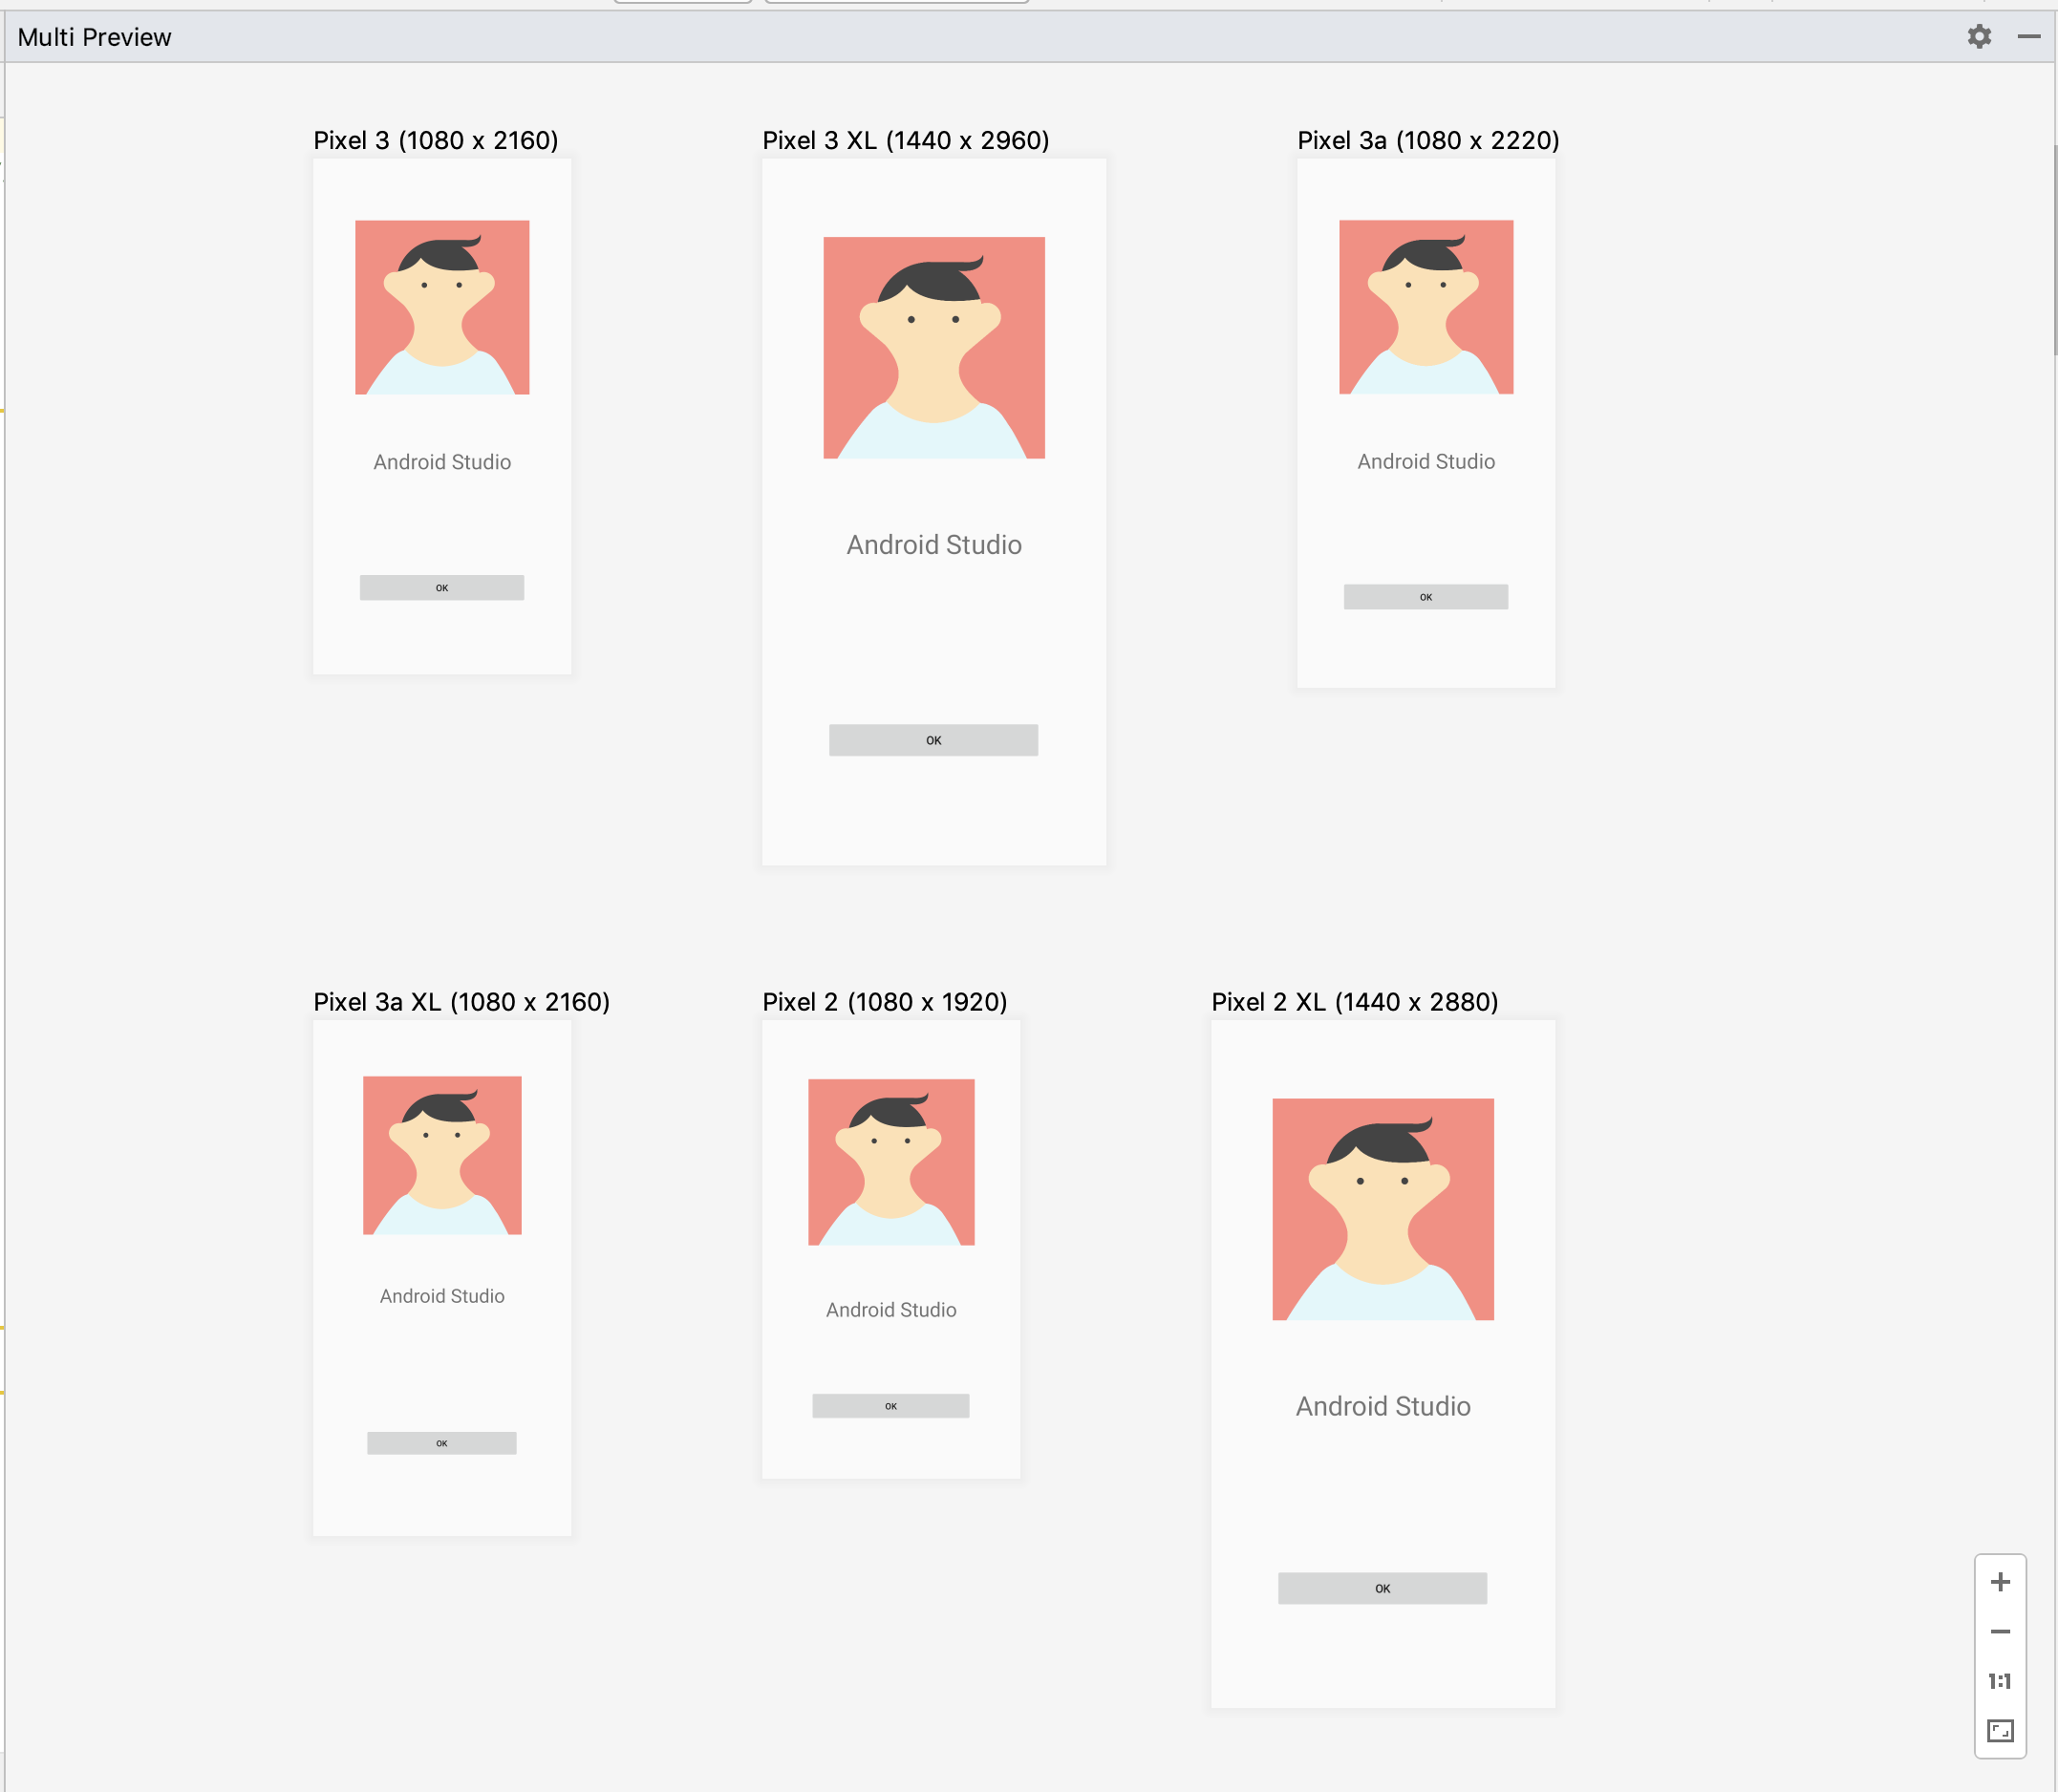 Multi Preview
Pixel 3 (1080 x 2160)
Pixel 3 XL (1440 x 2960)
Pixel 3a (1080 x 2220)
Android Studio
Android Studio
Android Studio
OK
OK
OK
Pixel 3a XL (1080 x 2160)
Pixel 2 (1080 x 1920)
Pixel 2 XL (1440 x 2880)
Android Studio
Android Studio
Android Studio
OK
OK
OK
1:1